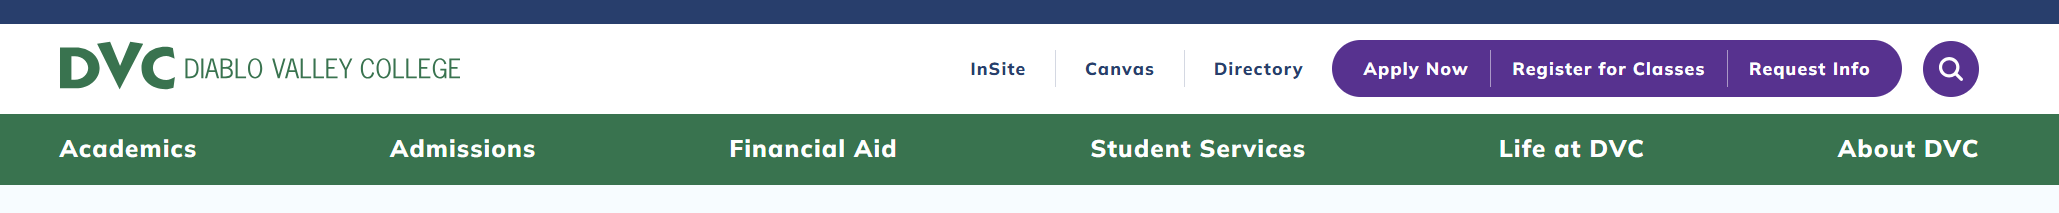 DVC DIABLO VALLEY COLLEGE InSite Canvas Directory Apply Now Register for Classes Request Info
Academics Admissions Financial Aid Student Services Life at DVC About DVC